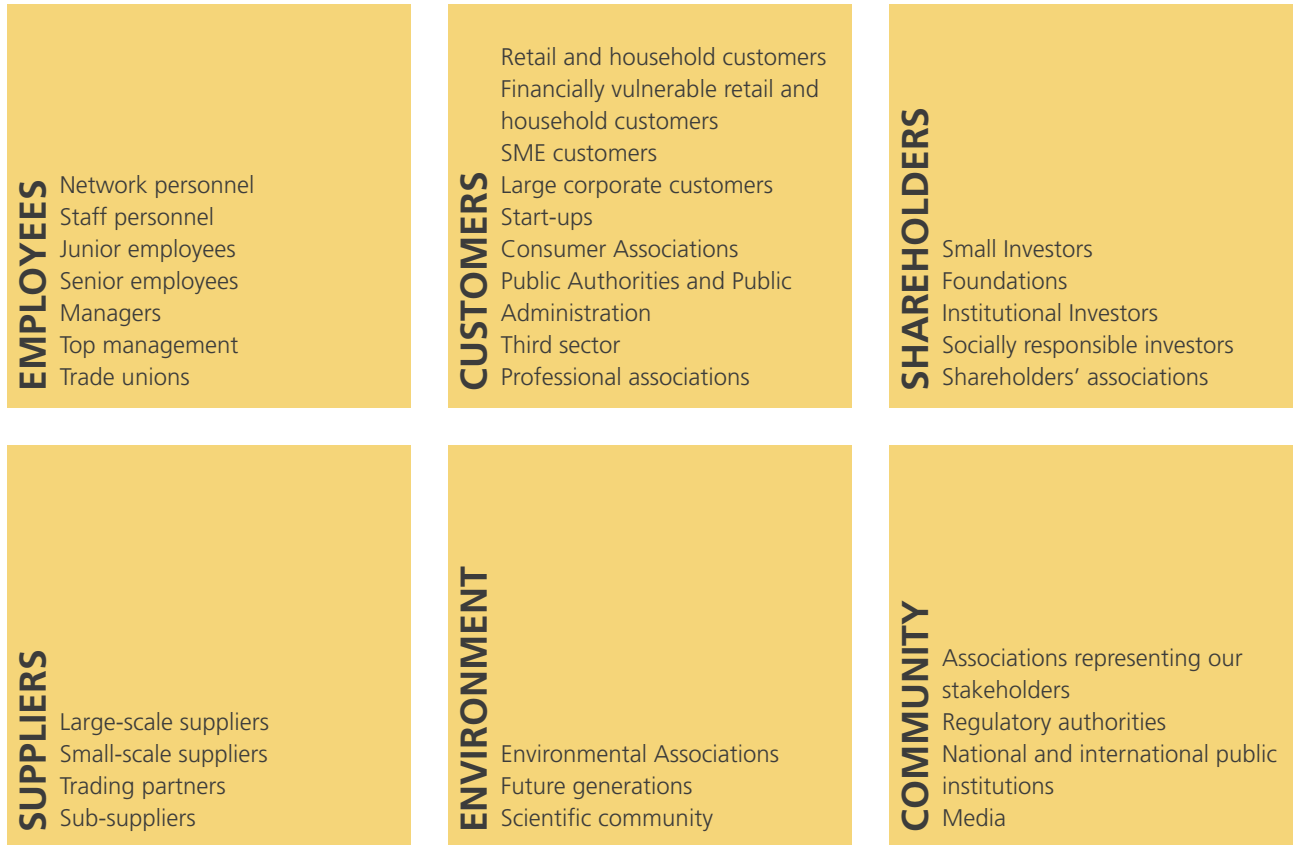 EMPLOYEES
Network personnel
Staff personnel
Junior employees
Senior employees
Managers
Top management
Trade unions
CUSTOMERS
Retail and household customers
Financially vulnerable retail and
household customers
SME customers
Large corporate customers
Start-ups
Consumer Associations
Public Authorities and Public
Administration
Third sector
Professional associations
SHAREHOLDERS
Small Investors
Foundations
Institutional Investors
Socially responsible investors
Shareholders’ associations
SUPPLIERS
Large-scale suppliers
Small-scale suppliers
Trading partners
Sub-suppliers
ENVIRONMENT
Environmental Associations
Future generations
Scientific community
COMMUNITY
Associations representing our
stakeholders
Regulatory authorities
National and international public
institutions
Media